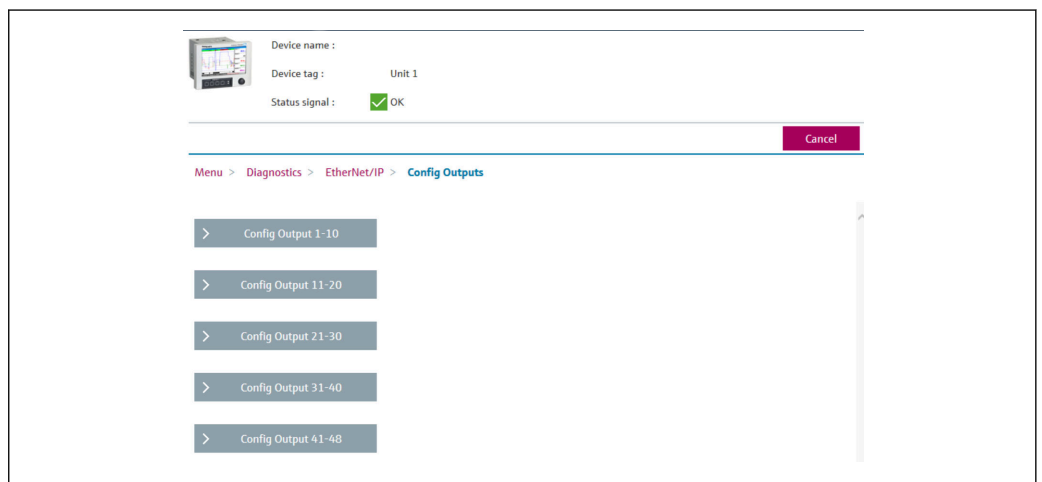 Device name :
Device tag : Unit 1
Status signal : OK
Cancel
Menu > Diagnostics > EtherNet/IP > Config Outputs
> Config Output 1-10
> Config Output 11-20
> Config Output 21-30
> Config Output 31-40
> Config Output 41-48